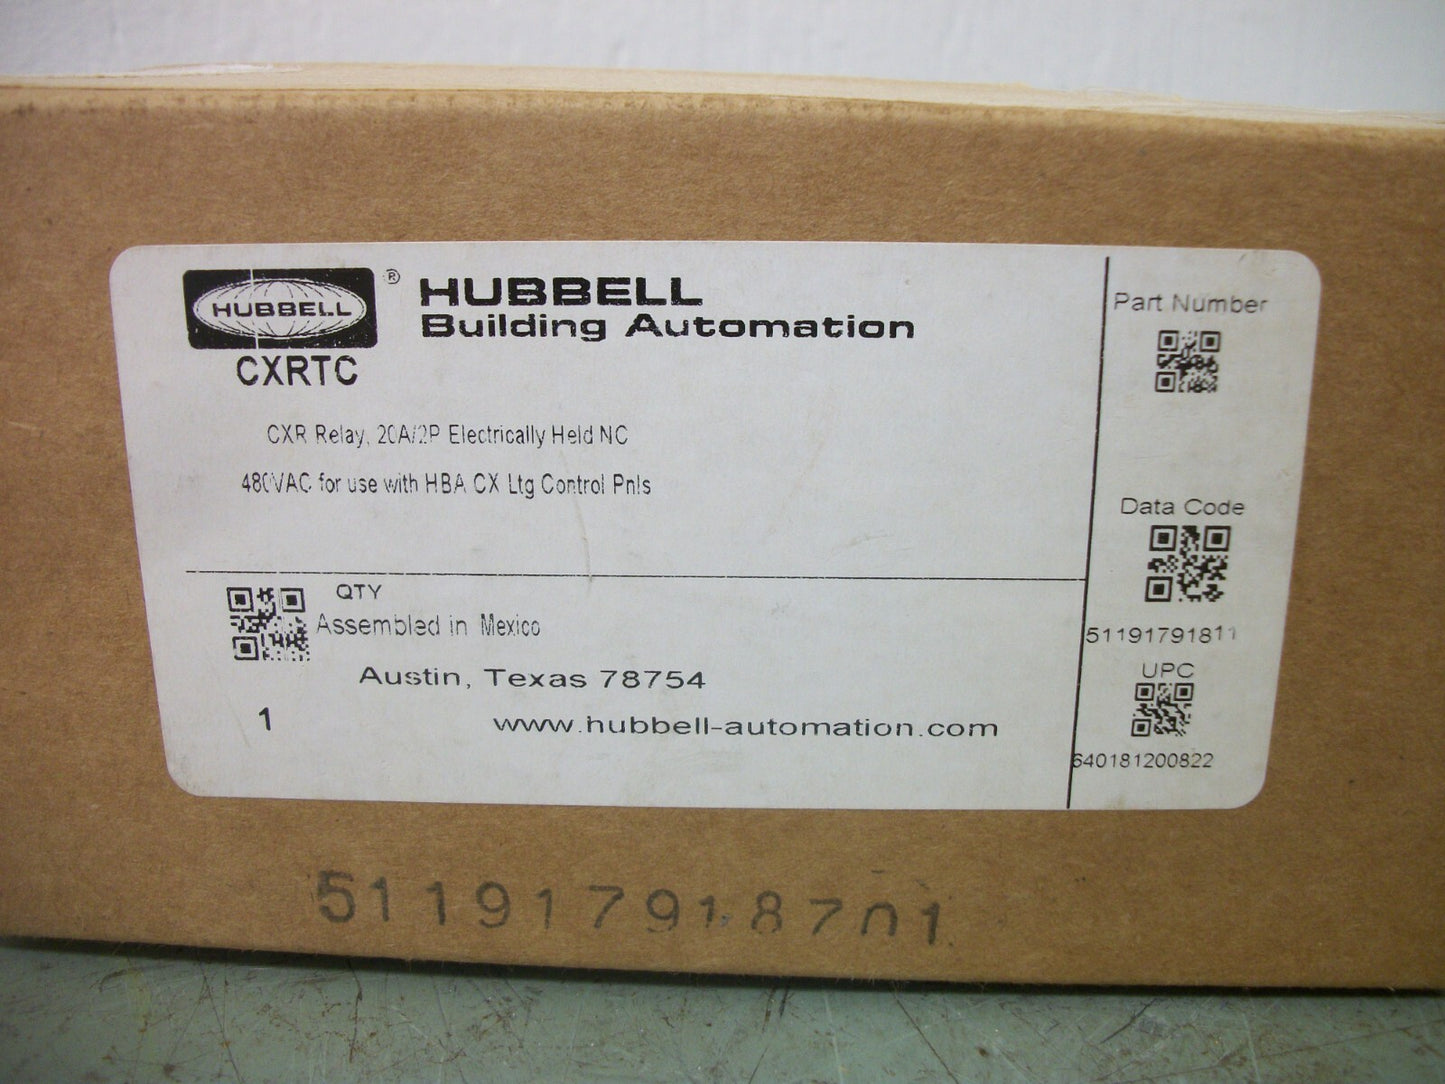 HUBBELL ®
HUBBELL
Building Automation
CXRTC
CXR Relay, 20A/2P Electrically Held NC
480VAC for use with HBA CX Ltg Control Pnls
QTY
Assembled in Mexico
Austin, Texas 78754
1
www.hubbell-automation.com
Part Number
Data Code
51191791811
UPC
640181200822
511917918701